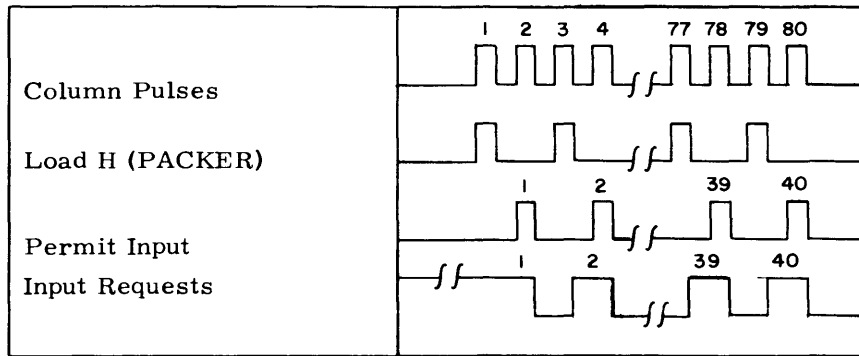 1 2 3 4 77 78 79 80
Column Pulses
Load H (PACKER)
1 2 39 40
Permit Input
1 2 39 40
Input Requests